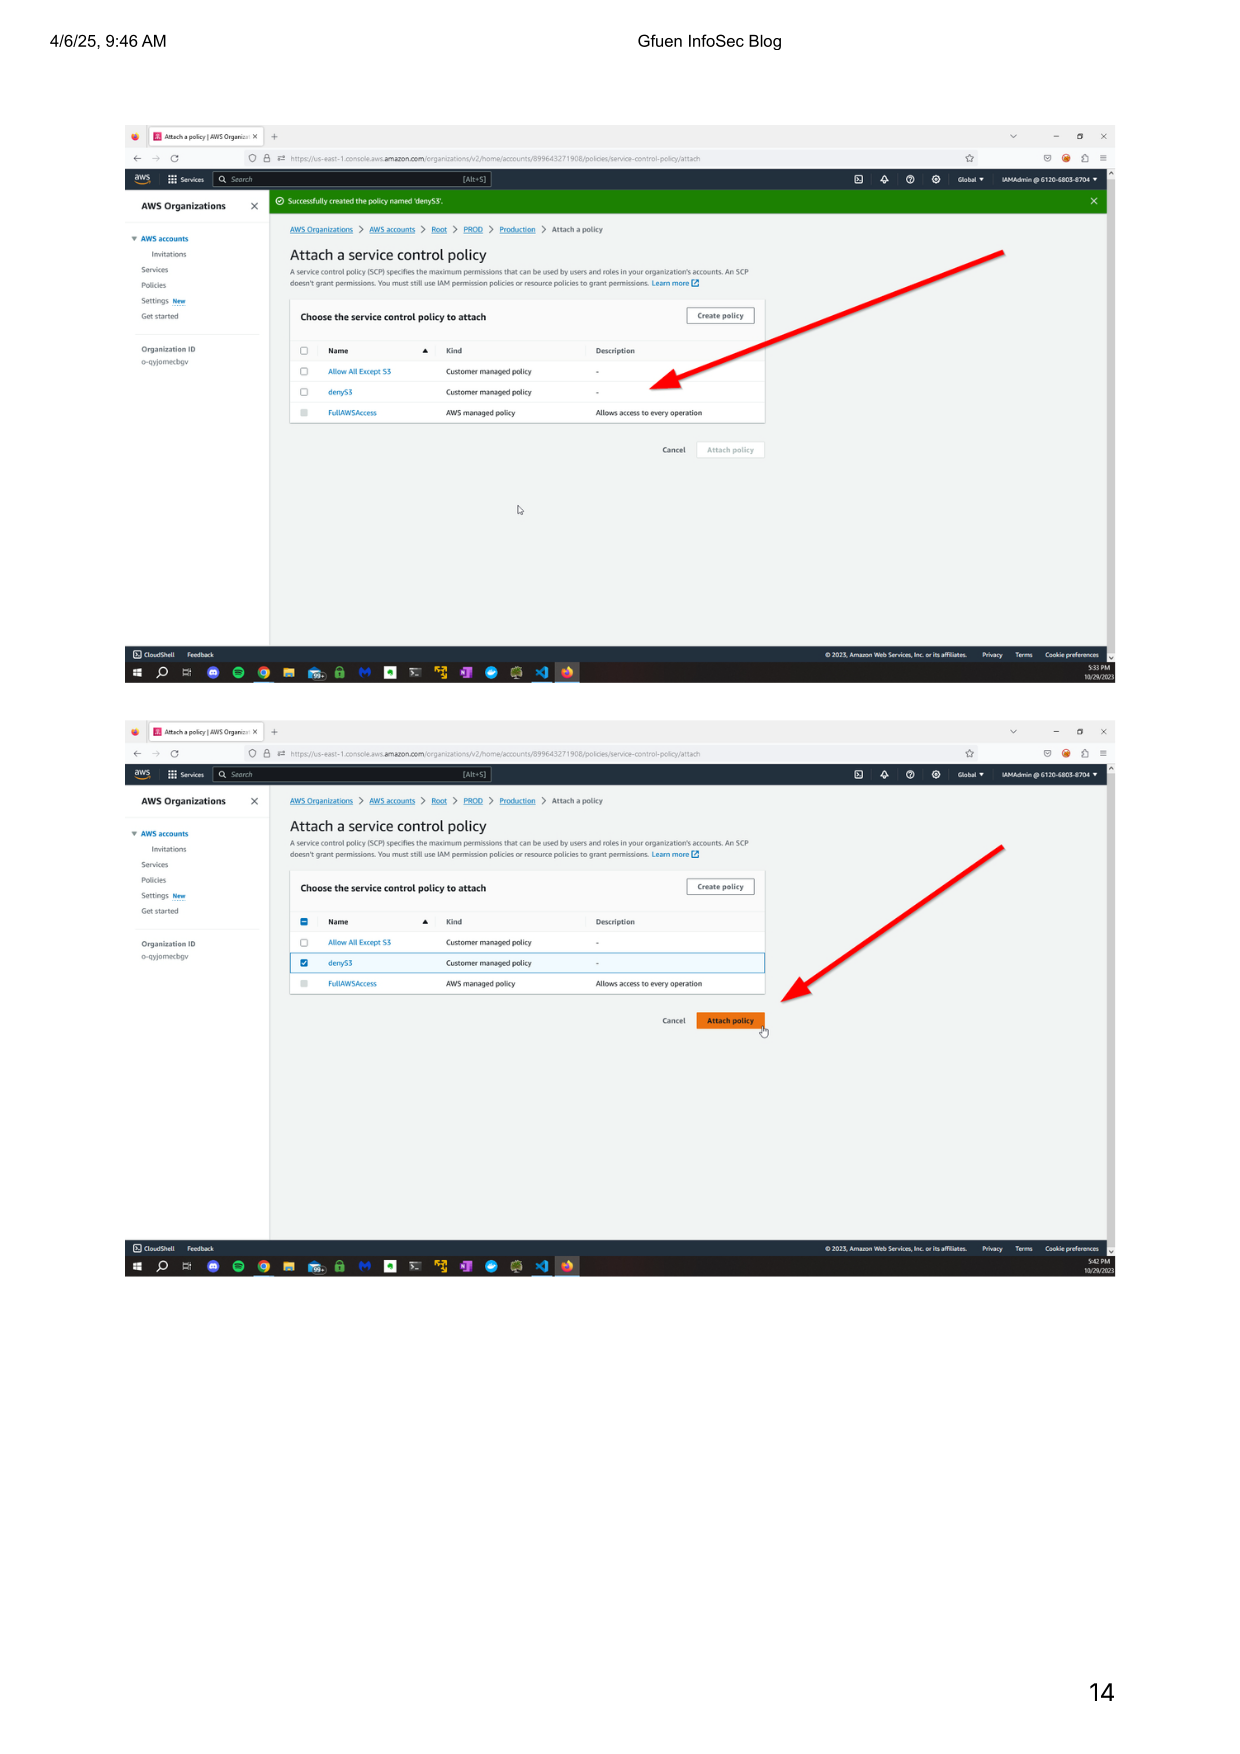 4/6/25, 9:46 AM
Gfuen InfoSec Blog
Attach a policy | AWS Organizat
https://us-east-1.console.aws.amazon.com/organizations/v2/home/accounts/899643271908/policies/service-control-policy/attach
aws
Services
Search
[Alt+S]
Global
IAMAdmin @ 6120-6803-8704
AWS Organizations
Successfully created the policy named 'denyS3'.
AWS accounts
Invitations
Services
Policies
Settings New
Get started
Organization ID
o-qyjomecbgv
AWS Organizations > AWS accounts > Root > PROD > Production > Attach a policy
Attach a service control policy
A service control policy (SCP) specifies the maximum permissions that can be used by users and roles in your organization's accounts. An SCP
doesn't grant permissions. You must still use IAM permission policies or resource policies to grant permissions. Learn more
Choose the service control policy to attach
Create policy
Name Kind Description
Allow All Except S3 Customer managed policy -
denyS3 Customer managed policy -
FullAWSAccess AWS managed policy Allows access to every operation
Cancel Attach policy
CloudShell Feedback
© 2023, Amazon Web Services, Inc. or its affiliates. Privacy Terms Cookie preferences
99+
5:33 PM
10/29/2023
Attach a policy | AWS Organizat
https://us-east-1.console.aws.amazon.com/organizations/v2/home/accounts/899643271908/policies/service-control-policy/attach
aws
Services
Search
[Alt+S]
Global
IAMAdmin @ 6120-6803-8704
AWS Organizations
AWS accounts
Invitations
Services
Policies
Settings New
Get started
Organization ID
o-qyjomecbgv
AWS Organizations > AWS accounts > Root > PROD > Production > Attach a policy
Attach a service control policy
A service control policy (SCP) specifies the maximum permissions that can be used by users and roles in your organization's accounts. An SCP
doesn't grant permissions. You must still use IAM permission policies or resource policies to grant permissions. Learn more
Choose the service control policy to attach
Create policy
Name Kind Description
Allow All Except S3 Customer managed policy -
denyS3 Customer managed policy -
FullAWSAccess AWS managed policy Allows access to every operation
Cancel Attach policy
CloudShell Feedback
© 2023, Amazon Web Services, Inc. or its affiliates. Privacy Terms Cookie preferences
99+
5:42 PM
10/29/2023
14